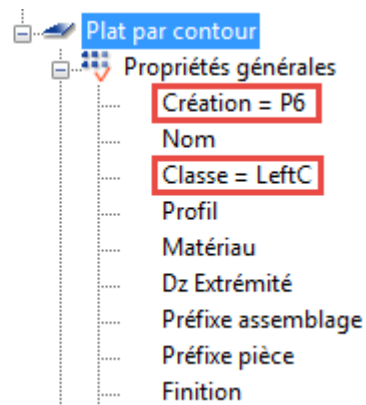 Plat par contour
Propriétés générales
Création = P6
Nom
Classe = LeftC
Profil
Matériau
Dz Extrémité
Préfixe assemblage
Préfixe pièce
Finition